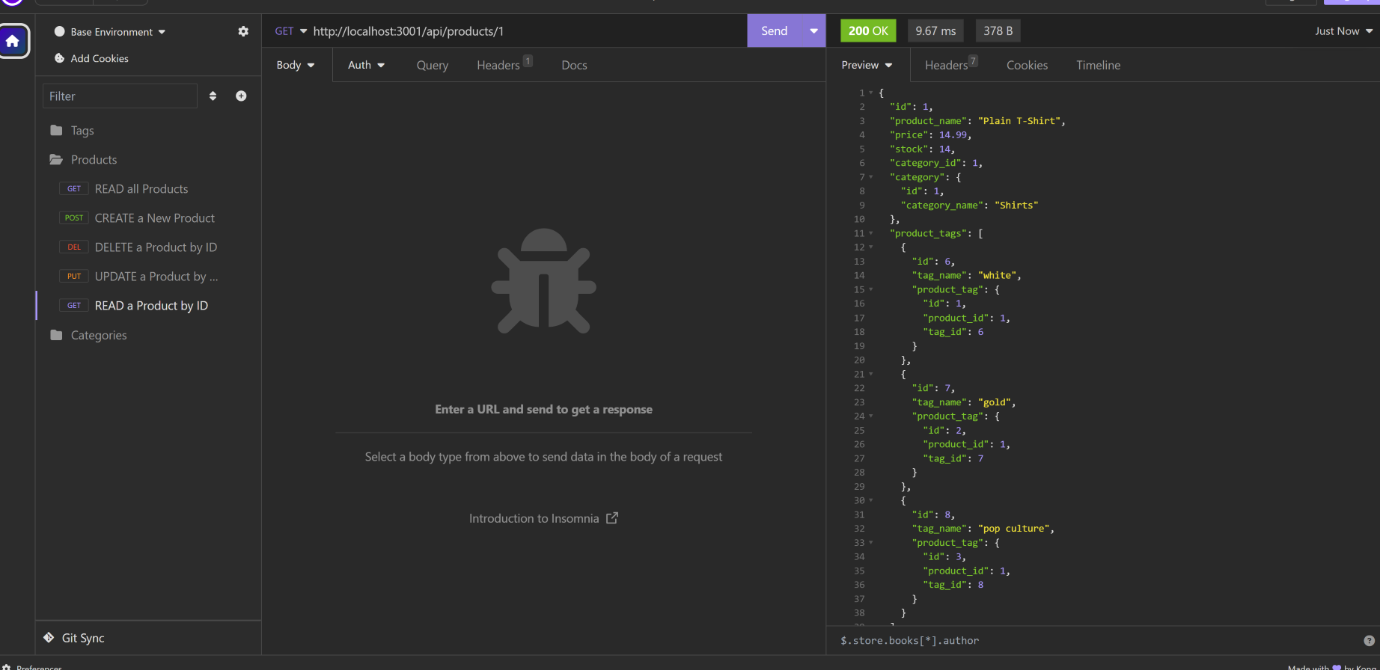 Base Environment
Add Cookies
Filter
Tags
Products
GET READ all Products
POST CREATE a New Product
DEL DELETE a Product by ID
PUT UPDATE a Product by ...
GET READ a Product by ID
Categories
Git Sync
Preferences
GET http://localhost:3001/api/products/1
Send
Body Auth Query Headers 1 Docs
Enter a URL and send to get a response
Select a body type from above to send data in the body of a request
Introduction to Insomnia
200 OK 9.67 ms 378 B Just Now
Preview Headers 7 Cookies Timeline
1 {
2 "id": 1,
3 "product_name": "Plain T-Shirt",
4 "price": 14.99,
5 "stock": 14,
6 "category_id": 1,
7 "category": {
8 "id": 1,
9 "category_name": "Shirts"
10 },
11 "product_tags": [
12 {
13 "id": 6,
14 "tag_name": "white",
15 "product_tag": {
16 "id": 1,
17 "product_id": 1,
18 "tag_id": 6
19 }
20 },
21 {
22 "id": 7,
23 "tag_name": "gold",
24 "product_tag": {
25 "id": 2,
26 "product_id": 1,
27 "tag_id": 7
28 }
29 },
30 {
31 "id": 8,
32 "tag_name": "pop culture",
33 "product_tag": {
34 "id": 3,
35 "product_id": 1,
36 "tag_id": 8
37 }
38 }
$.store.books[*].author
Made with by Kong